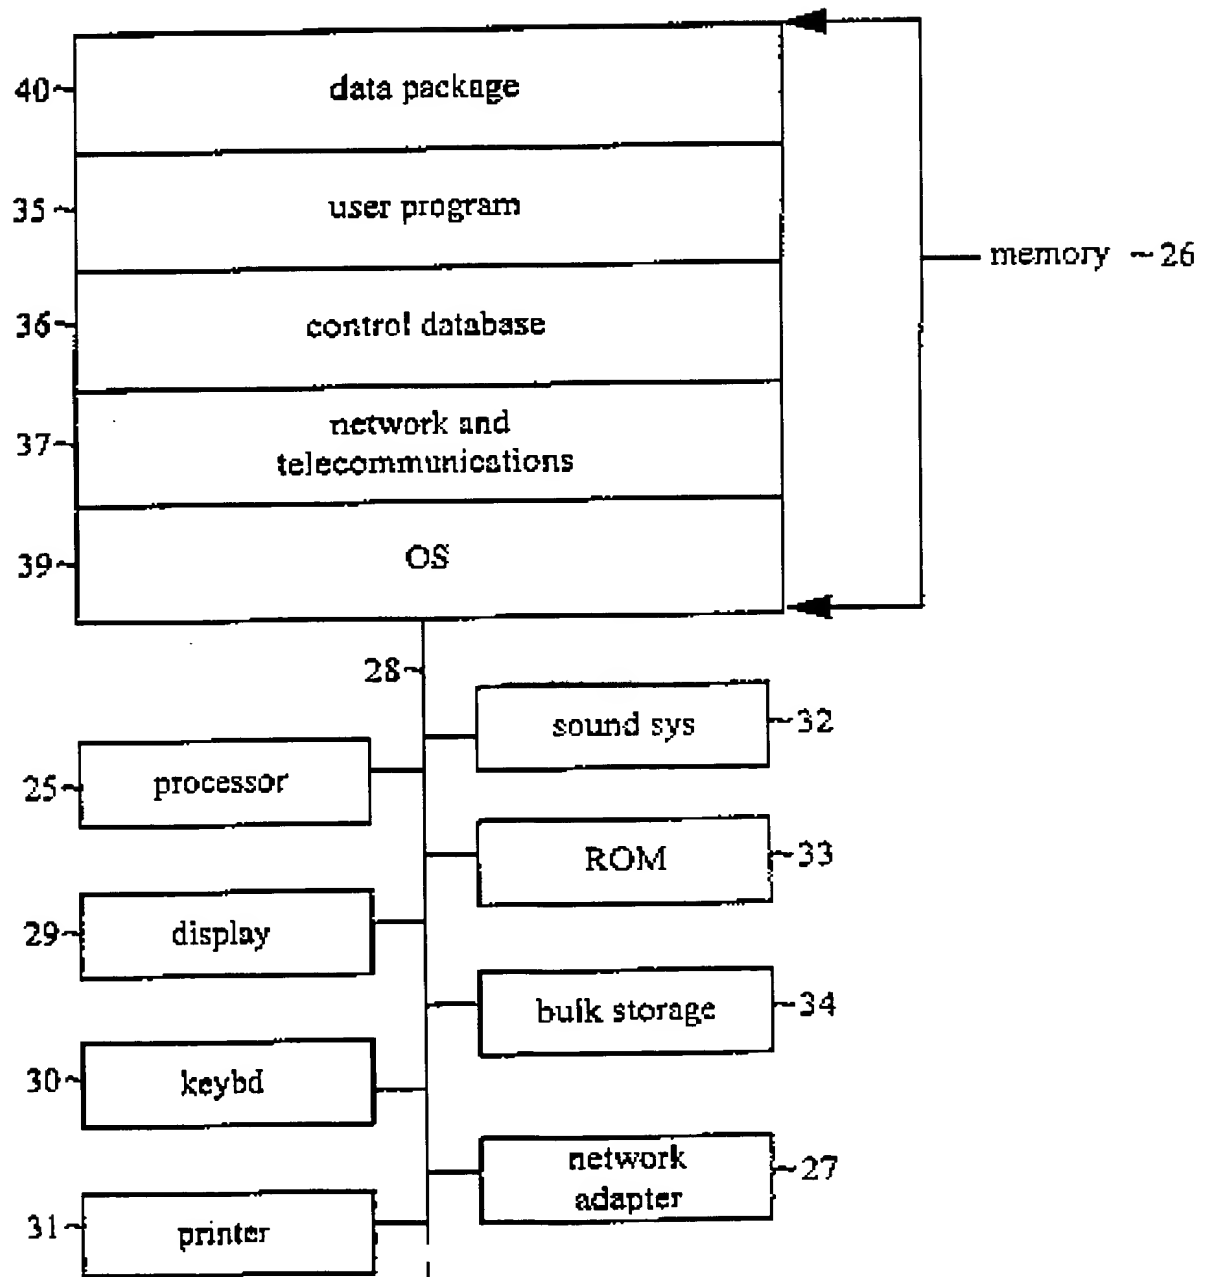 40~ data package
35~ user program
memory ~26
36~ control database
37~ network and
telecommunications
39~ OS
28~
sound sys ~32
25~ processor
ROM ~33
29~ display
bulk storage ~34
30~ keybd
network
adapter ~27
31~ printer